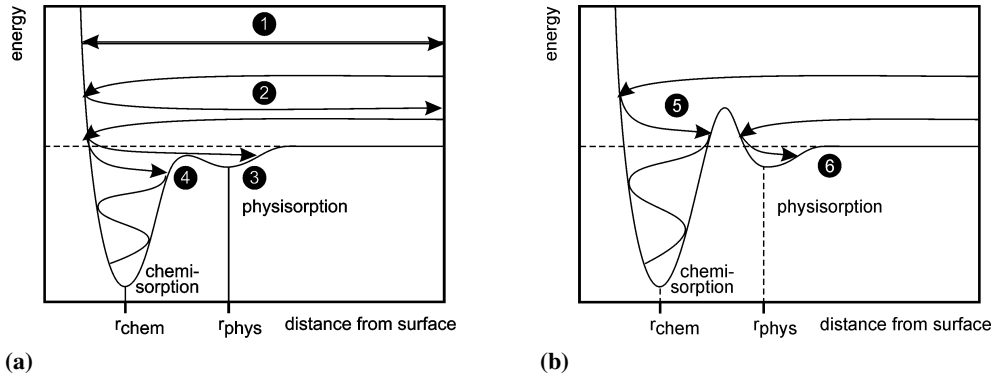 energy
1
2
4
3
physisorption
chemi-
sorption
rchem
rphys
distance from surface
(a)
energy
5
6
physisorption
chemi-
sorption
rchem
rphys
distance from surface
(b)